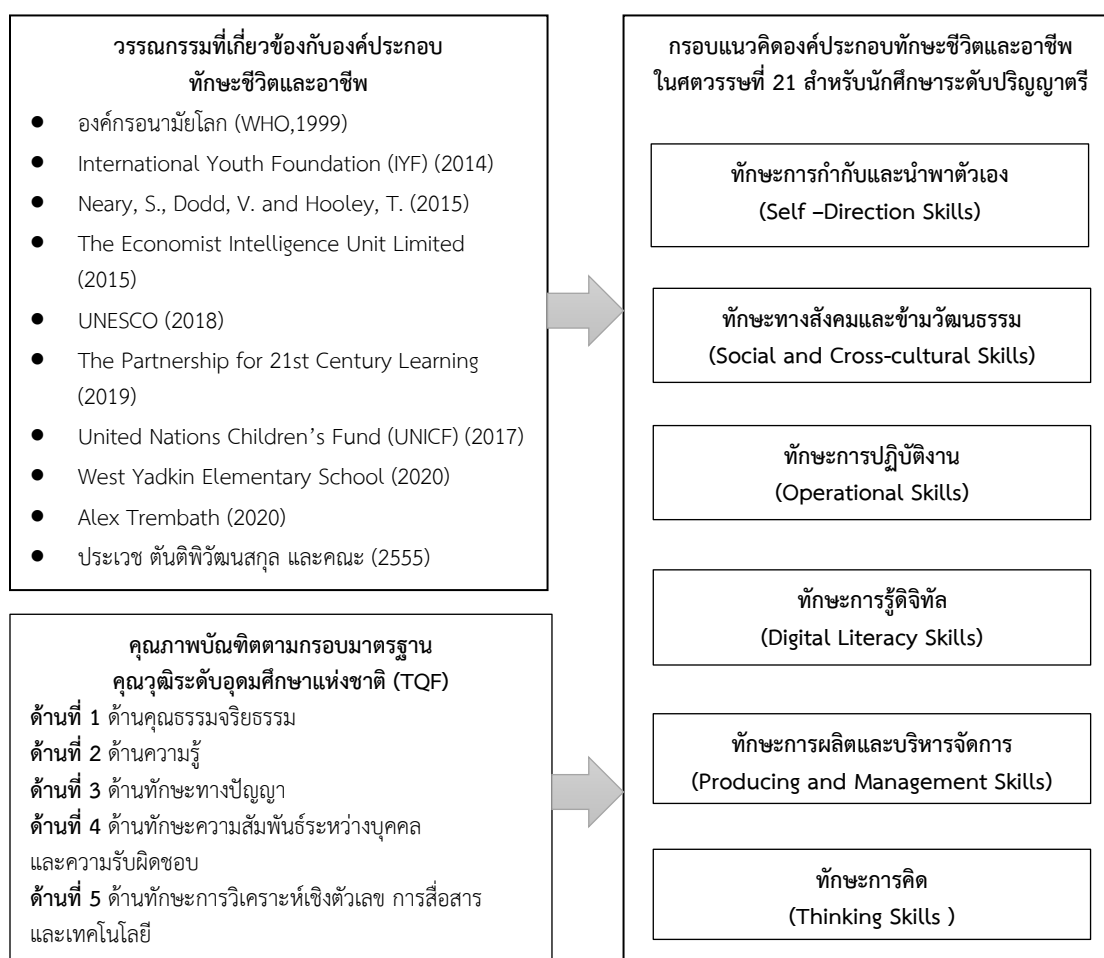 วรรณกรรมที่เกี่ยวข้องกับองค์ประกอบ
ทักษะชีวิตและอาชีพ
● องค์กรอนามัยโลก (WHO,1999)
● International Youth Foundation (IYF) (2014)
● Neary, S., Dodd, V. and Hooley, T. (2015)
● The Economist Intelligence Unit Limited
(2015)
● UNESCO (2018)
● The Partnership for 21st Century Learning
(2019)
● United Nations Children’s Fund (UNICF) (2017)
● West Yadkin Elementary School (2020)
● Alex Trembath (2020)
● ประเวช ตันติพิวัฒนสกุล และคณะ (2555)
คุณภาพบัณฑิตตามกรอบมาตรฐาน
คุณวุฒิระดับอุดมศึกษาแห่งชาติ (TQF)
ด้านที่ 1 ด้านคุณธรรมจริยธรรม
ด้านที่ 2 ด้านความรู้
ด้านที่ 3 ด้านทักษะทางปัญญา
ด้านที่ 4 ด้านทักษะความสัมพันธ์ระหว่างบุคคล
และความรับผิดชอบ
ด้านที่ 5 ด้านทักษะการวิเคราะห์เชิงตัวเลข การสื่อสาร
และเทคโนโลยี
กรอบแนวคิดองค์ประกอบทักษะชีวิตและอาชีพ
ในศตวรรษที่ 21 สำหรับนักศึกษาระดับปริญญาตรี
ทักษะการกำกับและนำพาตัวเอง
(Self –Direction Skills)
ทักษะทางสังคมและข้ามวัฒนธรรม
(Social and Cross-cultural Skills)
ทักษะการปฏิบัติงาน
(Operational Skills)
ทักษะการรู้ดิจิทัล
(Digital Literacy Skills)
ทักษะการผลิตและบริหารจัดการ
(Producing and Management Skills)
ทักษะการคิด
(Thinking Skills )